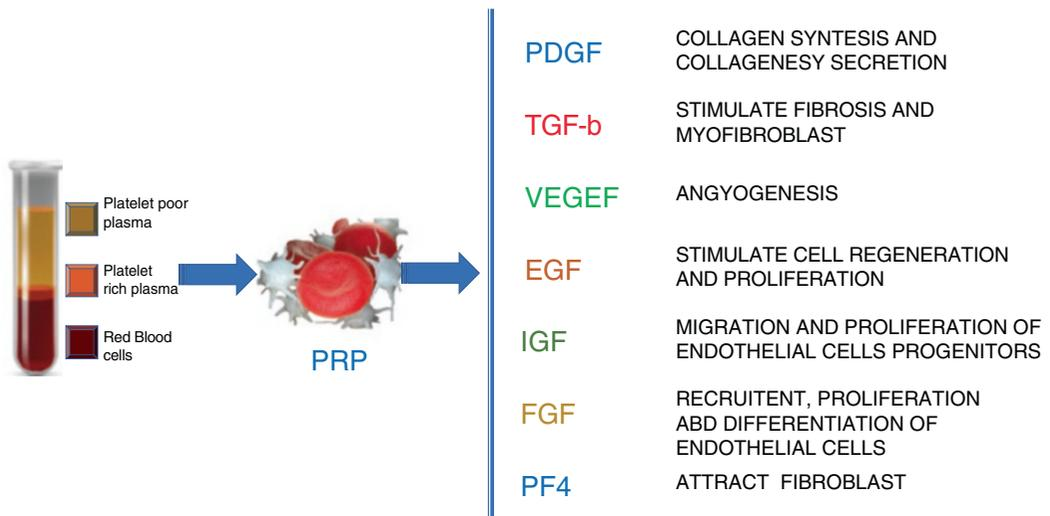 Platelet poor
plasma
Platelet
rich plasma
Red Blood
cells
PRP
PDGF
COLLAGEN SYNTESIS AND
COLLAGENESY SECRETION
TGF-b
STIMULATE FIBROSIS AND
MYOFIBROBLAST
VEGEF
ANGYOGENESIS
EGF
STIMULATE CELL REGENERATION
AND PROLIFERATION
IGF
MIGRATION AND PROLIFERATION OF
ENDOTHELIAL CELLS PROGENITORS
FGF
RECRUITENT, PROLIFERATION
ABD DIFFERENTIATION OF
ENDOTHELIAL CELLS
PF4
ATTRACT FIBROBLAST